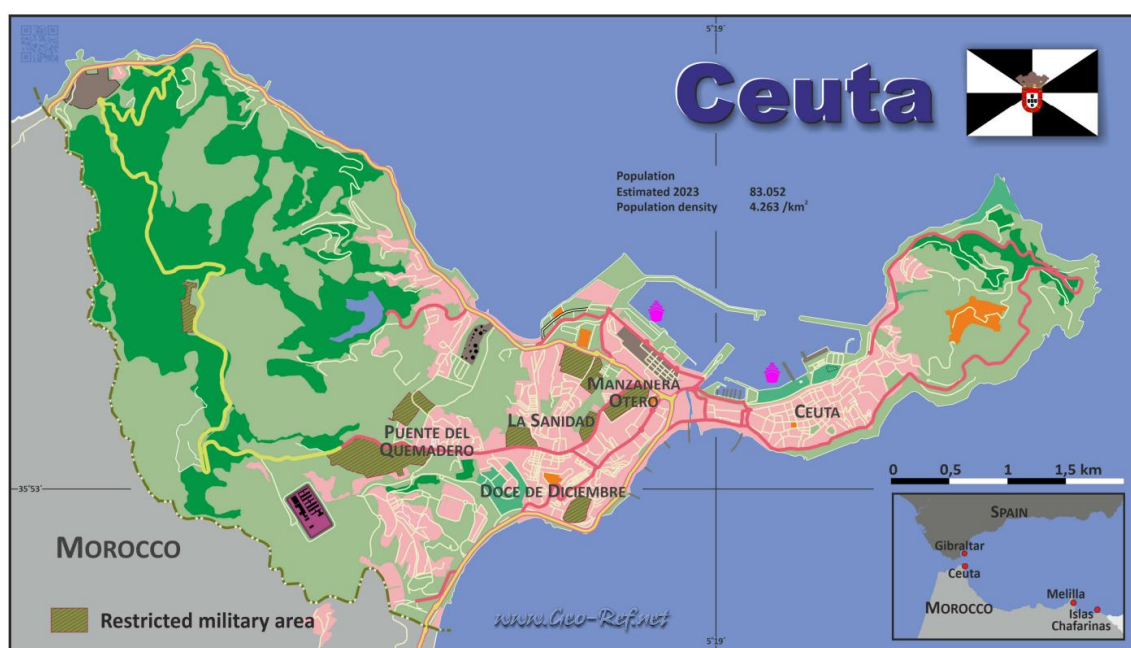 5°19'
Ceuta
Population
Estimated 2023 83.052
Population density 4.263 /km²
MANZANERA
OTERO
CEUTA
LA SANIDAD
PUENTE DEL
QUEMADERO
DOCE DE DICIEMBRE
35°53'
0 0,5 1 1,5 km
MOROCCO
SPAIN
Gibraltar
Ceuta
Melilla
MOROCCO
Islas
Chafarinas
Restricted military area
www.Geo-Ref.net
5°19'